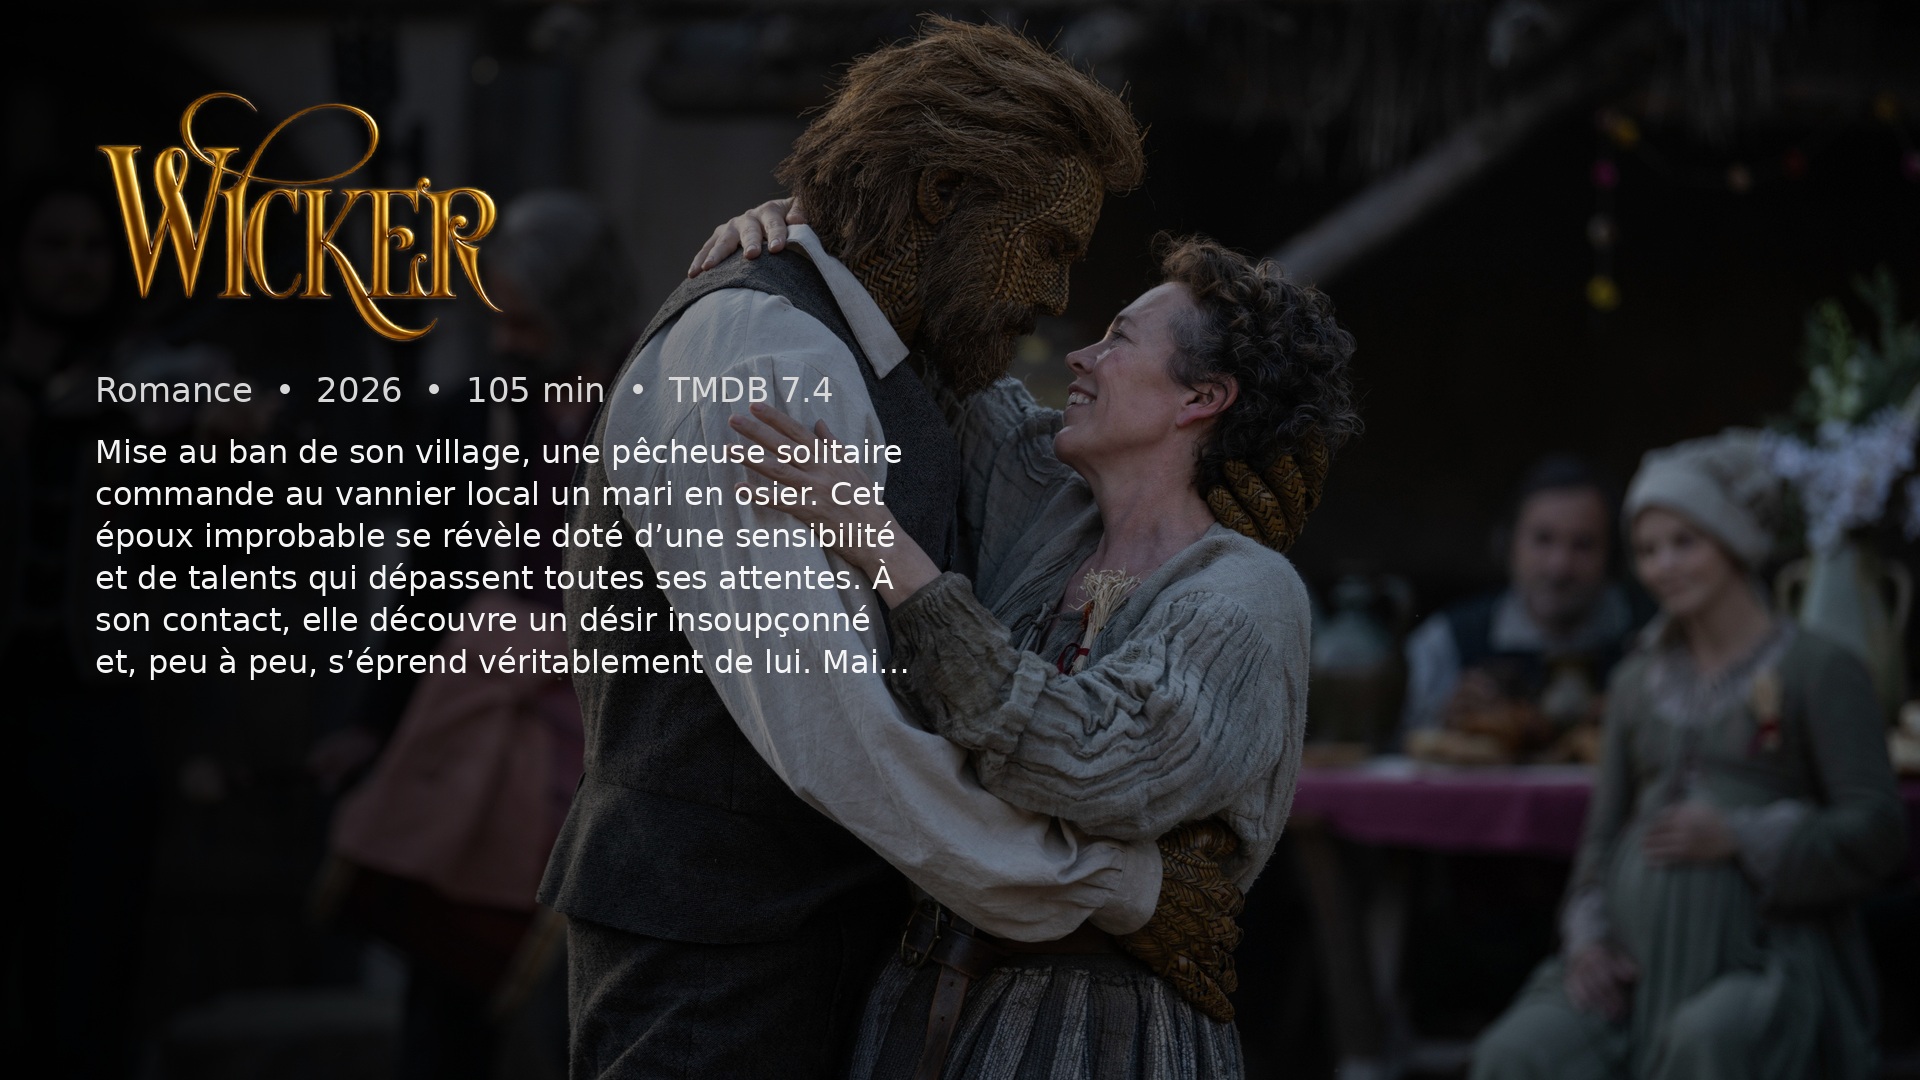 WICKER
Romance • 2026 • 105 min • TMDB 7.4
Mise au ban de son village, une pêcheuse solitaire
commande au vannier local un mari en osier. Cet
époux improbable se révèle doté d’une sensibilité
et de talents qui dépassent toutes ses attentes. À
son contact, elle découvre un désir insoupçonné
et, peu à peu, s’éprend véritablement de lui. Mai...